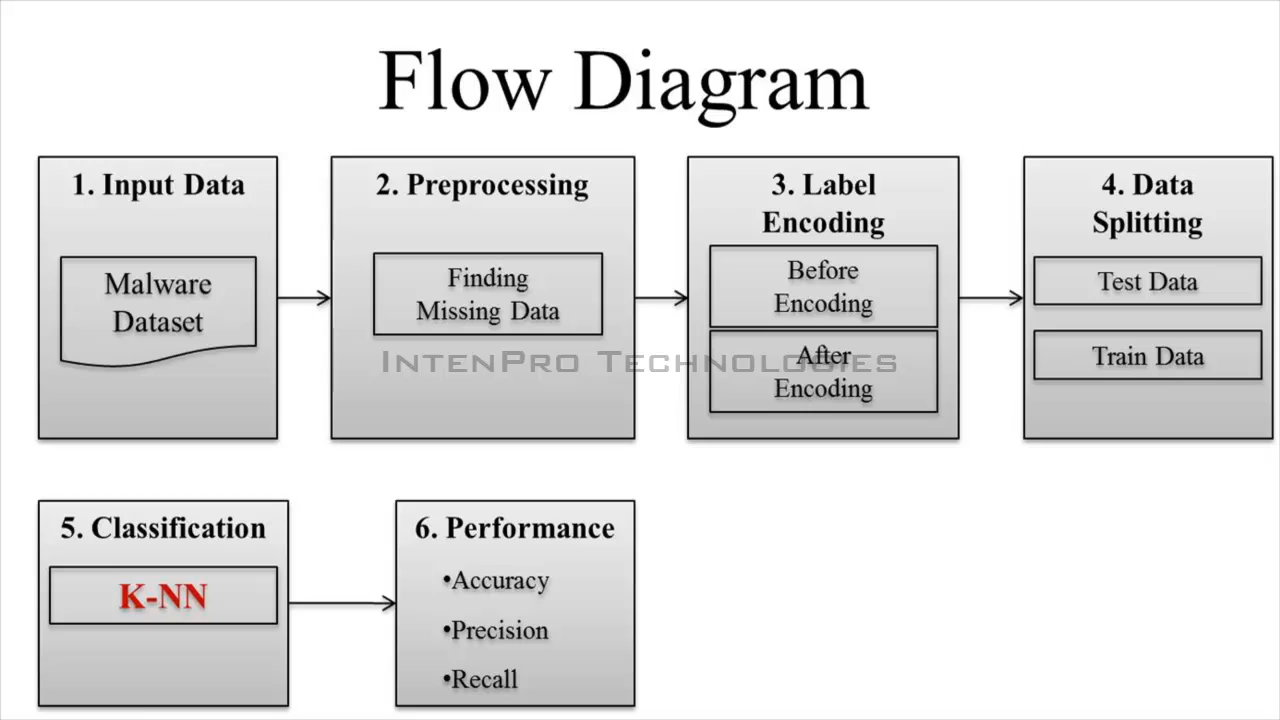 Flow Diagram
1. Input Data
Malware
Dataset
2. Preprocessing
Finding
Missing Data
3. Label
Encoding
Before
Encoding
After
Encoding
4. Data
Splitting
Test Data
Train Data
IntenPro Technologies
5. Classification
K-NN
6. Performance
•Accuracy
•Precision
•Recall